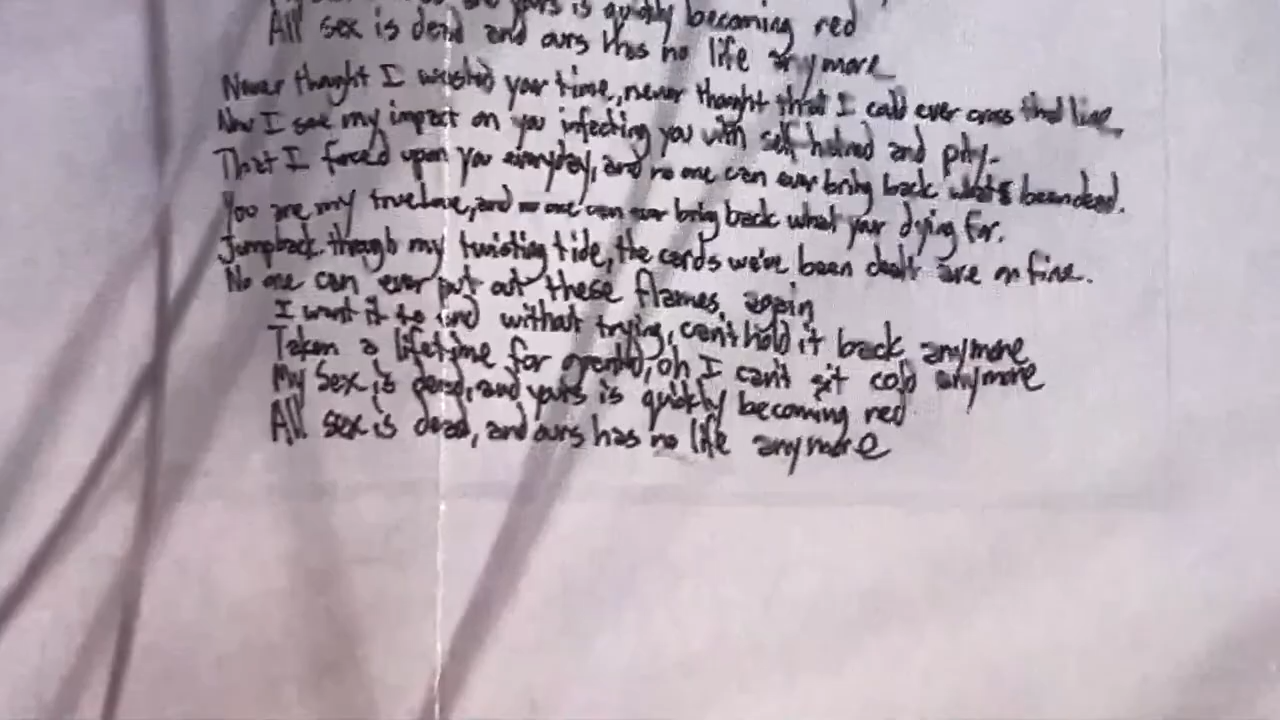 yours is quickly becoming red
All sex is dead and ours has no life anymore
Never thought I wasted your time, never thought that I could ever cross that line,
Now I see my impact on you infecting you with self hatred and pity.
That I forced upon you everyday, and no one can ever bring back what's been dead.
You are my true love, and no one can ever bring back what your dying for.
Jump back through my twisting tide, the cards we've been dealt are on fire.
No one can ever put out these flames again
I want it to end without trying, can't hold it back anymore
Taken a lifetime for granted, oh I can't get cold anymore
My sex is dead, and yours is quickly becoming red
All sex is dead, and ours has no life anymore